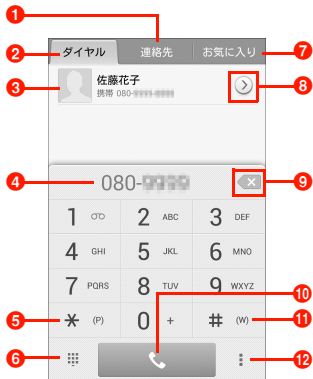 1
ダイヤル 連絡先 お気に入り
2 7
佐藤花子
3 8
携帯 080-
4 080- 9
1 2 ABC 3 DEF
4 GHI 5 JKL 6 MNO
7 PQRS 8 TUV 9 WXYZ
10
5 * (P) 0 + # (W) 11
6 12